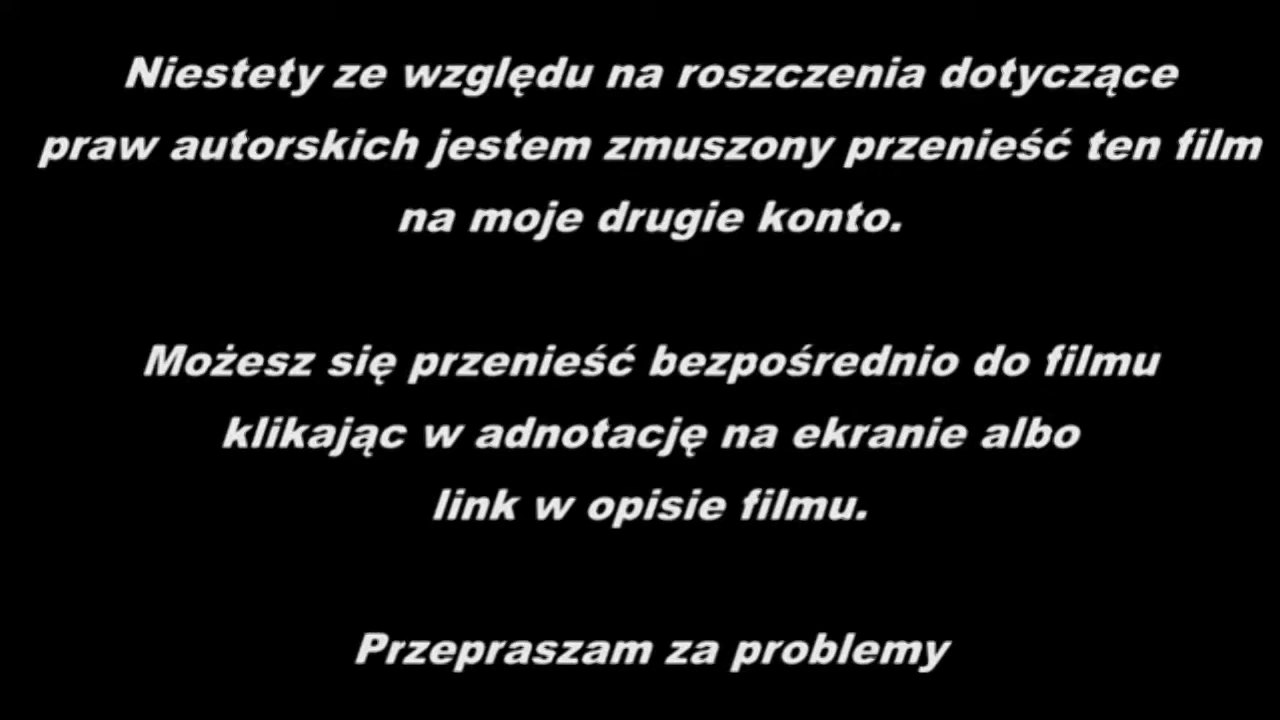 Niestety ze względu na roszczenia dotyczące
praw autorskich jestem zmuszony przenieść ten film
na moje drugie konto.
Możesz się przenieść bezpośrednio do filmu
klikając w adnotację na ekranie albo
link w opisie filmu.
Przepraszam za problemy